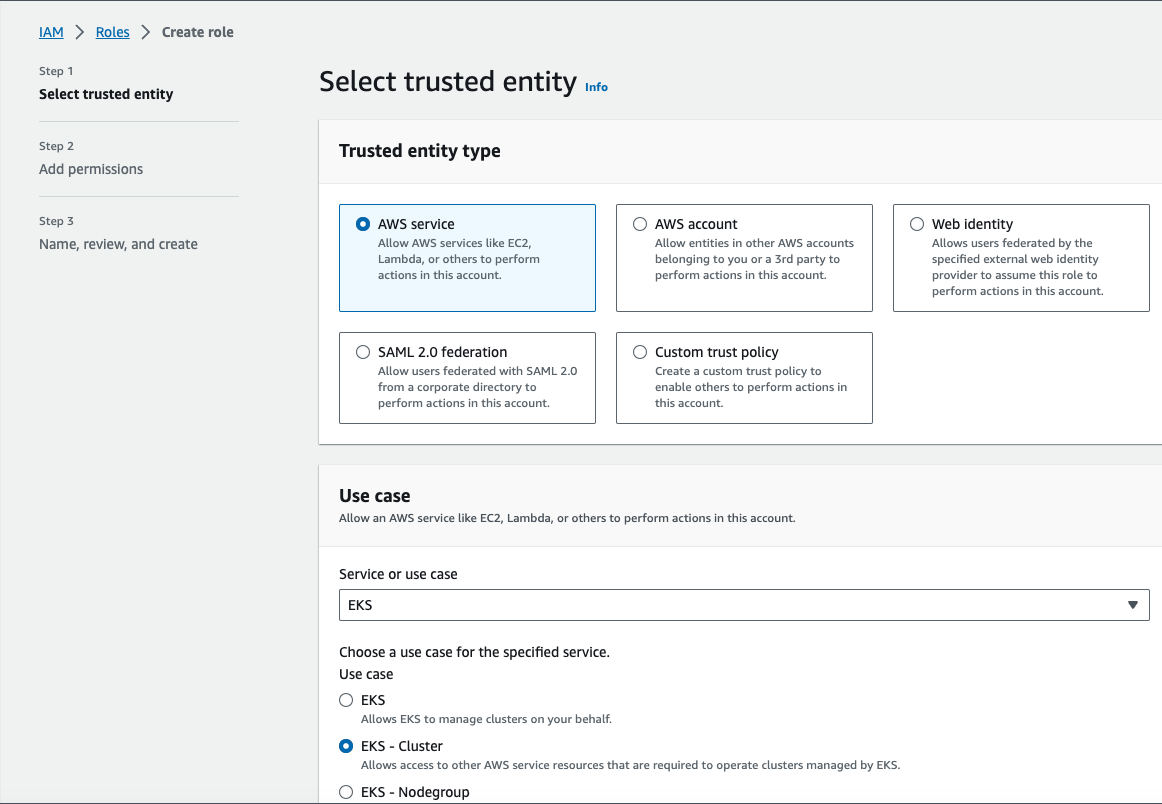 IAM > Roles > Create role
Step 1
Select trusted entity
Step 2
Add permissions
Step 3
Name, review, and create
Select trusted entity Info
Trusted entity type
AWS service
Allow AWS services like EC2,
Lambda, or others to perform
actions in this account.
AWS account
Allow entities in other AWS accounts
belonging to you or a 3rd party to
perform actions in this account.
Web identity
Allows users federated by the
specified external web identity
provider to assume this role to
perform actions in this account.
SAML 2.0 federation
Allow users federated with SAML 2.0
from a corporate directory to
perform actions in this account.
Custom trust policy
Create a custom trust policy to
enable others to perform actions in
this account.
Use case
Allow an AWS service like EC2, Lambda, or others to perform actions in this account.
Service or use case
EKS
Choose a use case for the specified service.
Use case
EKS
Allows EKS to manage clusters on your behalf.
EKS - Cluster
Allows access to other AWS service resources that are required to operate clusters managed by EKS.
EKS - Nodegroup